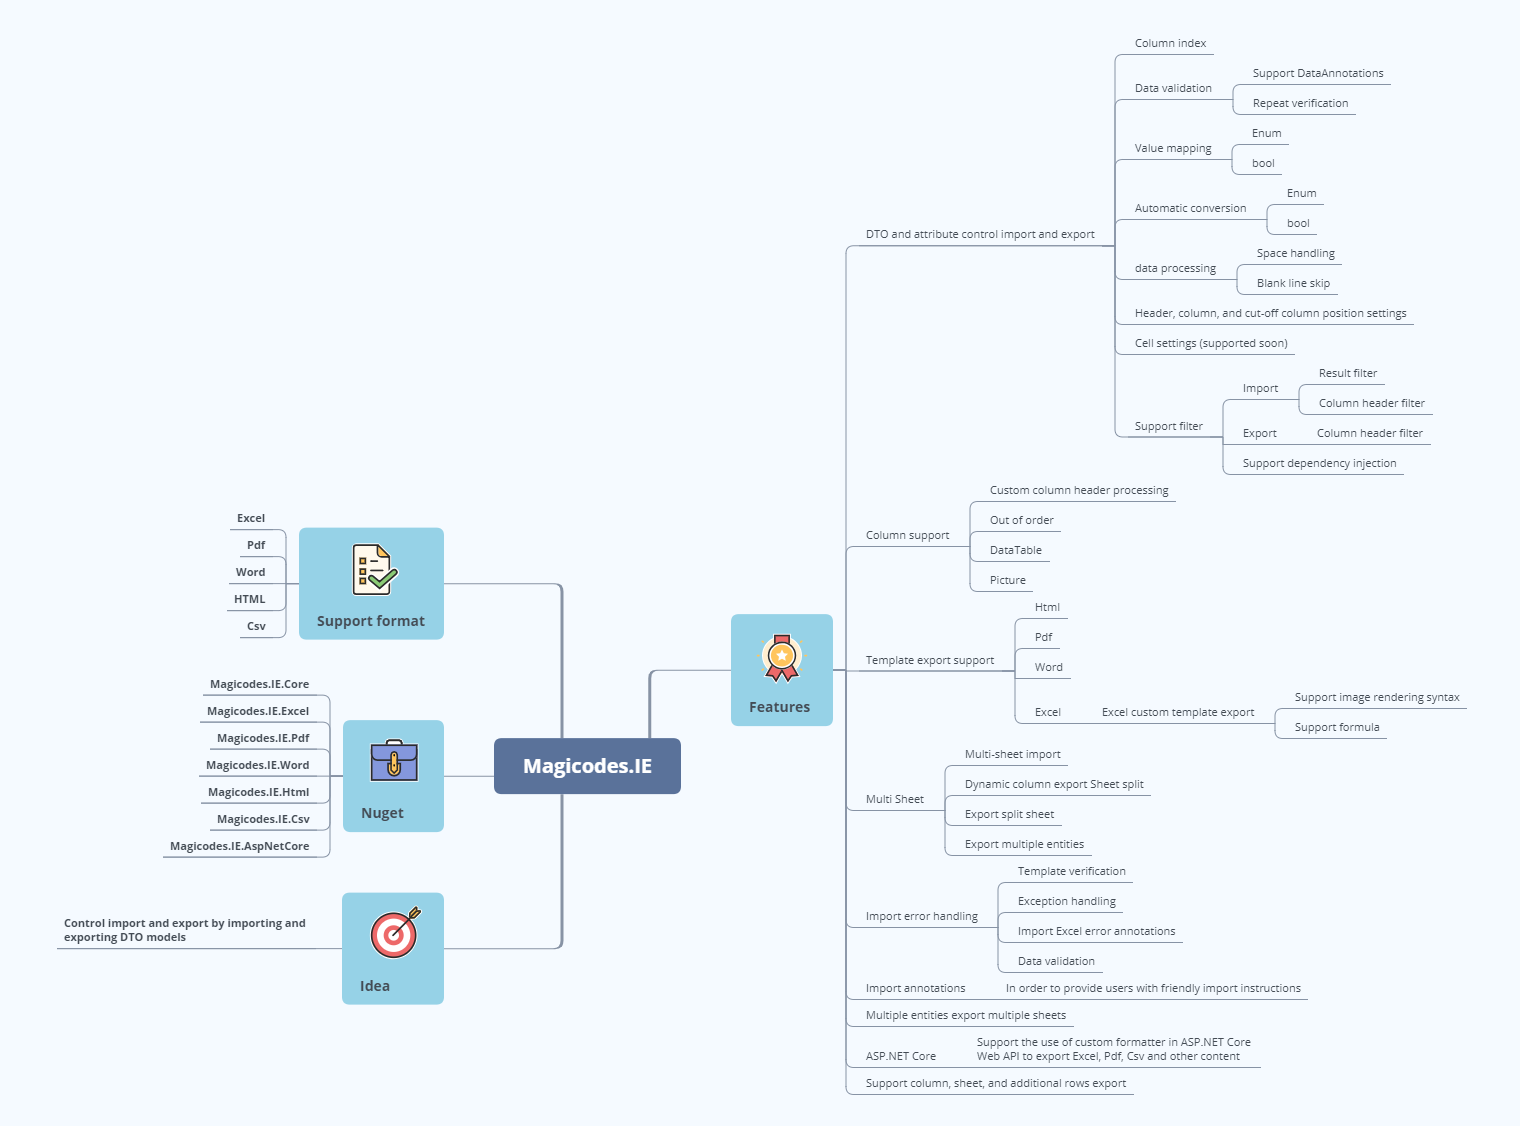 Magicodes.IE
Support format
Excel
Pdf
Word
HTML
Csv
Nuget
Magicodes.IE.Core
Magicodes.IE.Excel
Magicodes.IE.Pdf
Magicodes.IE.Word
Magicodes.IE.Html
Magicodes.IE.Csv
Magicodes.IE.AspNetCore
Idea
Control import and export by importing and
exporting DTO models
Features
DTO and attribute control import and export
Column index
Data validation
Support DataAnnotations
Repeat verification
Value mapping
Enum
bool
Automatic conversion
Enum
bool
data processing
Space handling
Blank line skip
Header, column, and cut-off column position settings
Cell settings (supported soon)
Support filter
Import
Result filter
Column header filter
Export
Column header filter
Support dependency injection
Column support
Custom column header processing
Out of order
DataTable
Picture
Template export support
Html
Pdf
Word
Excel
Excel custom template export
Support image rendering syntax
Support formula
Multi Sheet
Multi-sheet import
Dynamic column export Sheet split
Export split sheet
Export multiple entities
Import error handling
Template verification
Exception handling
Import Excel error annotations
Data validation
Import annotations
In order to provide users with friendly import instructions
Multiple entities export multiple sheets
ASP.NET Core
Support the use of custom formatter in ASP.NET Core
Web API to export Excel, Pdf, Csv and other content
Support column, sheet, and additional rows export